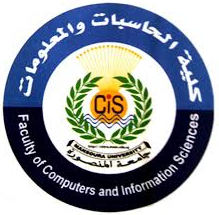 كلية الحاسبات والمعلومات
CiS
MANSOURA UNIVERSITY
جامعة المنصورة
Faculty of Computers and Information Sciences